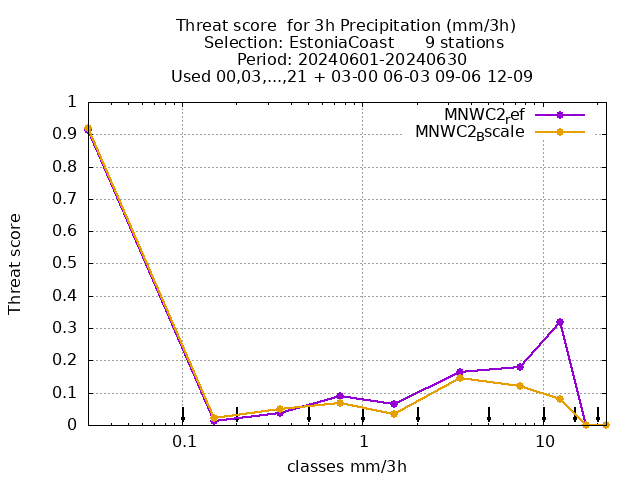 Threat score  for 3h Precipitation (mm/3h)
Selection: EstoniaCoast      9 stations
Period: 20240601-20240630
Used 00,03,...,21 + 03-00 06-03 09-06 12-09
MNWC2ref
MNWC2Bscale
1
0.9
0.8
0.7
0.6
0.5
0.4
0.3
0.2
0.1
0
Threat score
0.1
1
10
classes mm/3h